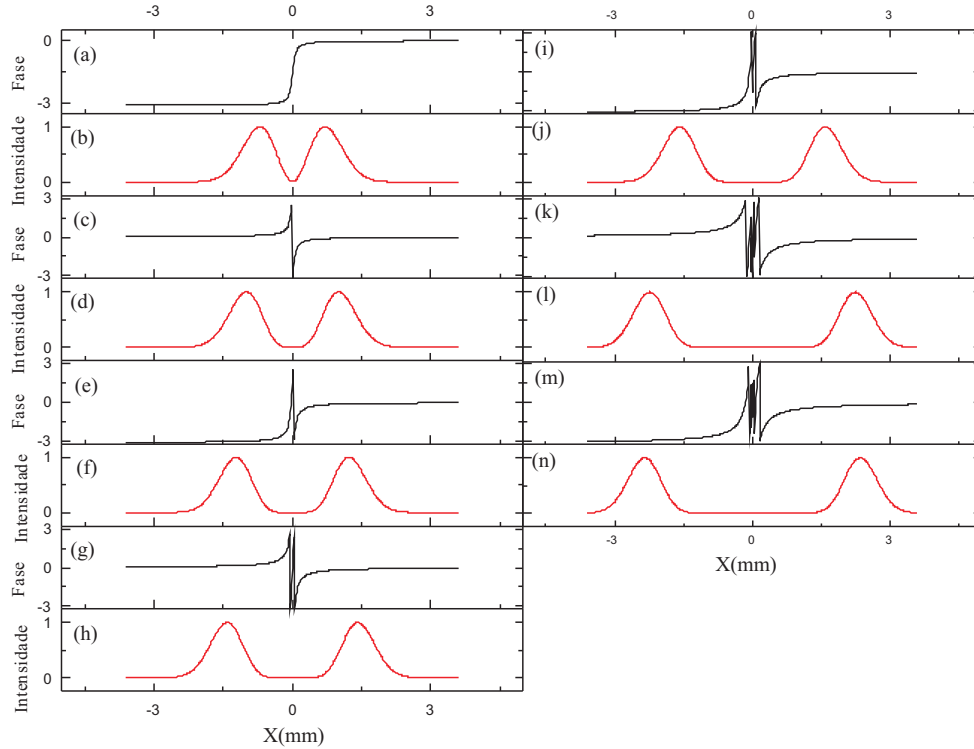 -3 0 3
-3 0 3
Fase
0
-3
(a)
Intensidade
1
0
(b)
Fase
3
0
-3
(c)
Intensidade
1
0
(d)
Fase
3
0
-3
(e)
Intensidade
1
0
(f)
Fase
3
0
-3
(g)
Intensidade
1
0
(h)
-3 0 3
X(mm)
(i)
(j)
(k)
(l)
(m)
(n)
-3 0 3
X(mm)